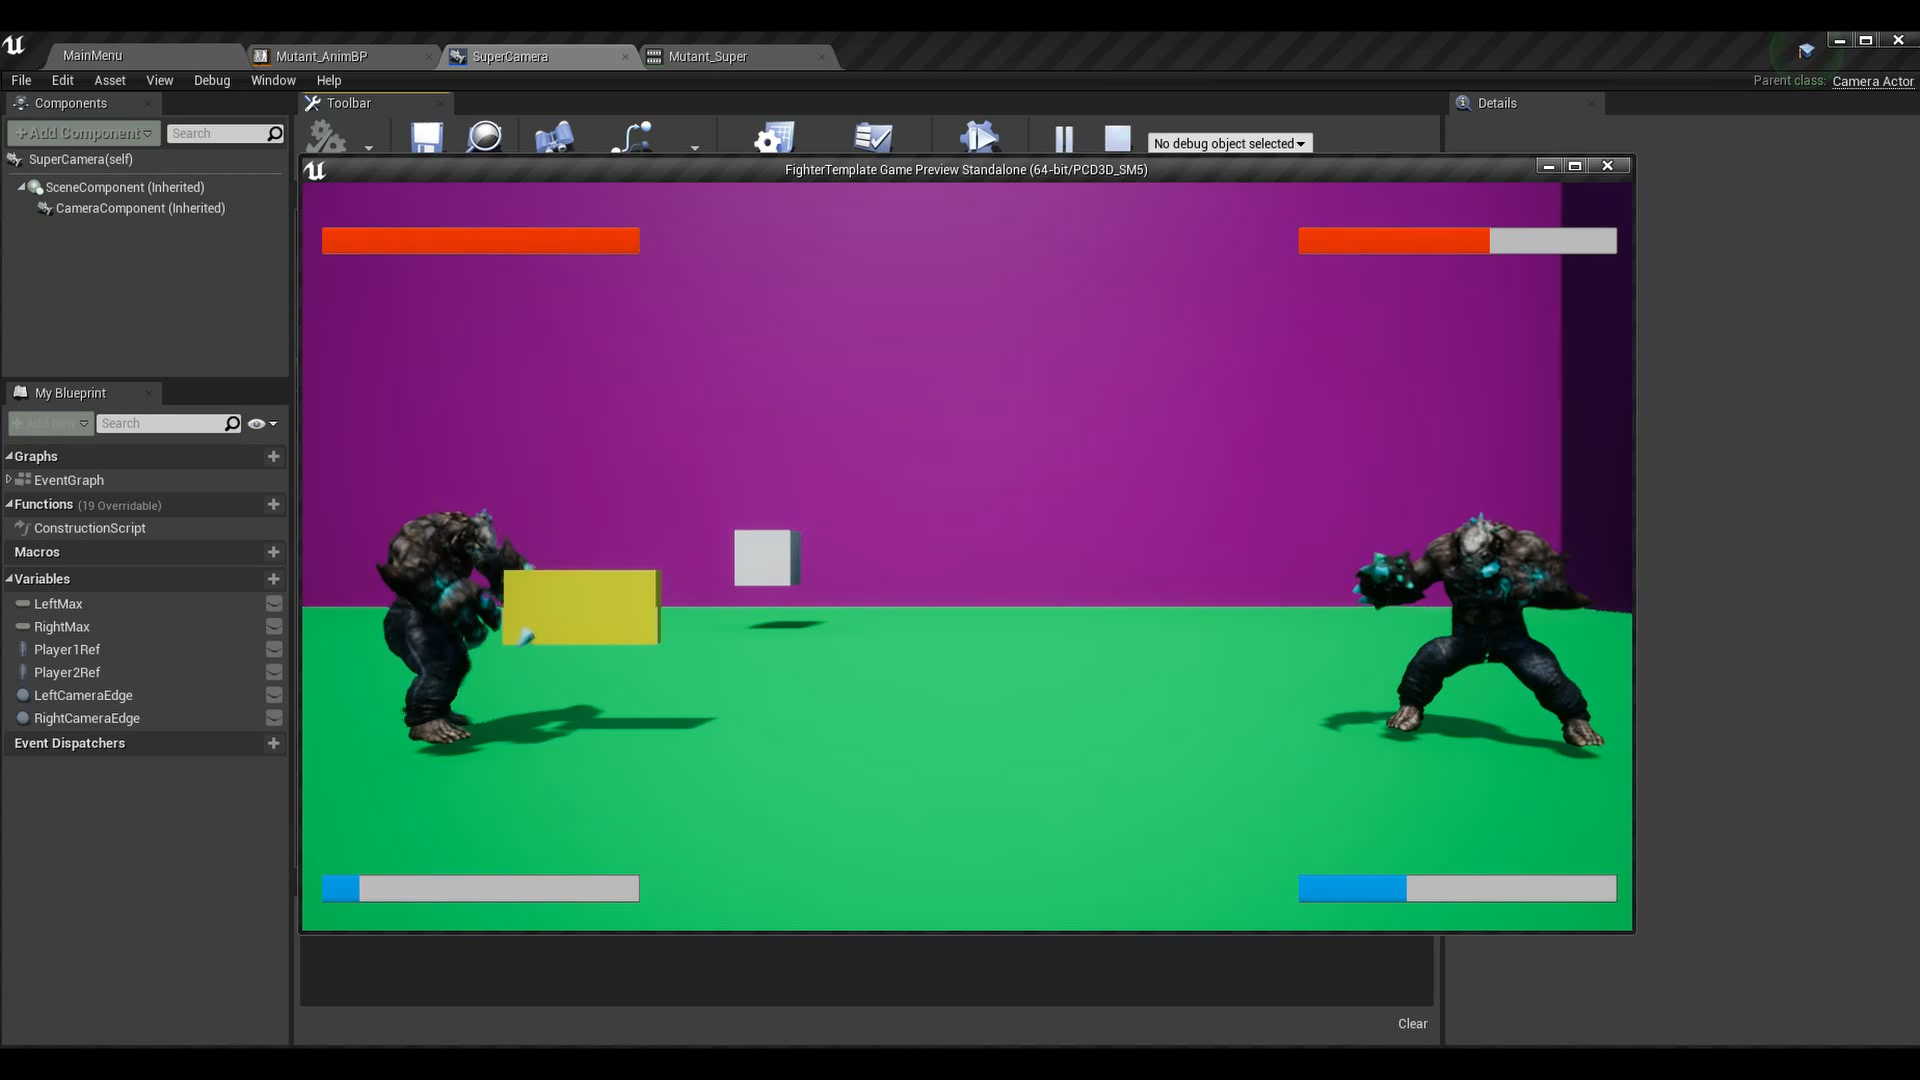 MainMenu
Mutant_AnimBP
SuperCamera
Mutant_Super
File
Edit
Asset
View
Debug
Window
Help
Parent class: Camera Actor
Components
Toolbar
Details
+Add Component
Search
No debug object selected
SuperCamera(self)
FighterTemplate Game Preview Standalone (64-bit/PCD3D_SM5)
SceneComponent (Inherited)
CameraComponent (Inherited)
My Blueprint
+ Add New
Search
Graphs
EventGraph
Functions (19 Overridable)
ConstructionScript
Macros
Variables
LeftMax
RightMax
Player1Ref
Player2Ref
LeftCameraEdge
RightCameraEdge
Event Dispatchers
Clear